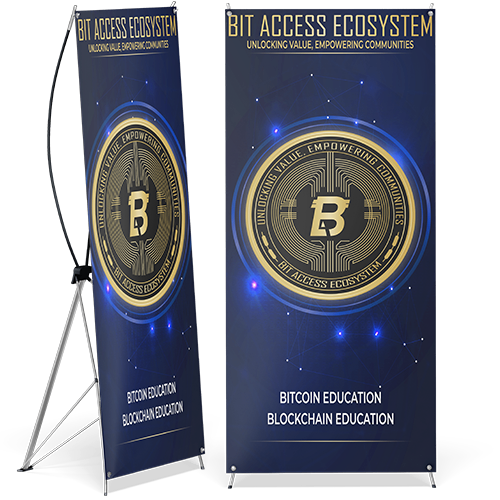 BIT ACCESS ECOSYSTEM
UNLOCKING VALUE, EMPOWERING COMMUNITIES
UNLOCKING VALUE, EMPOWERING COMMUNITIES
B
BIT ACCESS ECOSYSTEM
BITCOIN EDUCATION
BLOCKCHAIN EDUCATION
BIT ACCESS ECOSYSTEM
UNLOCKING VALUE, EMPOWERING COMMUNITIES
UNLOCKING VALUE, EMPOWERING COMMUNITIES
B
BIT ACCESS ECOSYSTEM
BITCOIN EDUCATION
BLOCKCHAIN EDUCATION